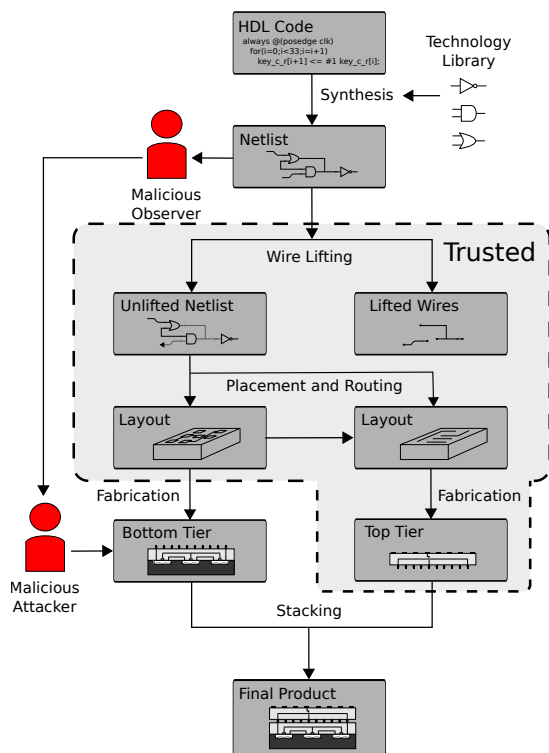 HDL Code
always @(posedge clk)
for(i=0;i<33;i=i+1)
key_c_r[i+1] <= #1 key_c_r[i];
Technology
Library
Synthesis
Netlist
Malicious
Observer
Trusted
Wire Lifting
Unlifted Netlist
Lifted Wires
Placement and Routing
Layout
Layout
Fabrication
Fabrication
Bottom Tier
Top Tier
Malicious
Attacker
Stacking
Final Product